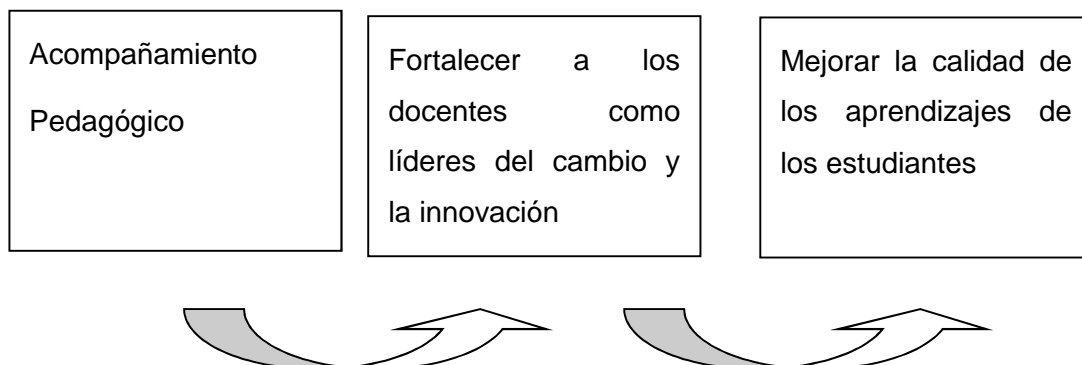 Acompañamiento
Pedagógico
Fortalecer a los
docentes como
líderes del cambio y
la innovación
Mejorar la calidad de
los aprendizajes de
los estudiantes